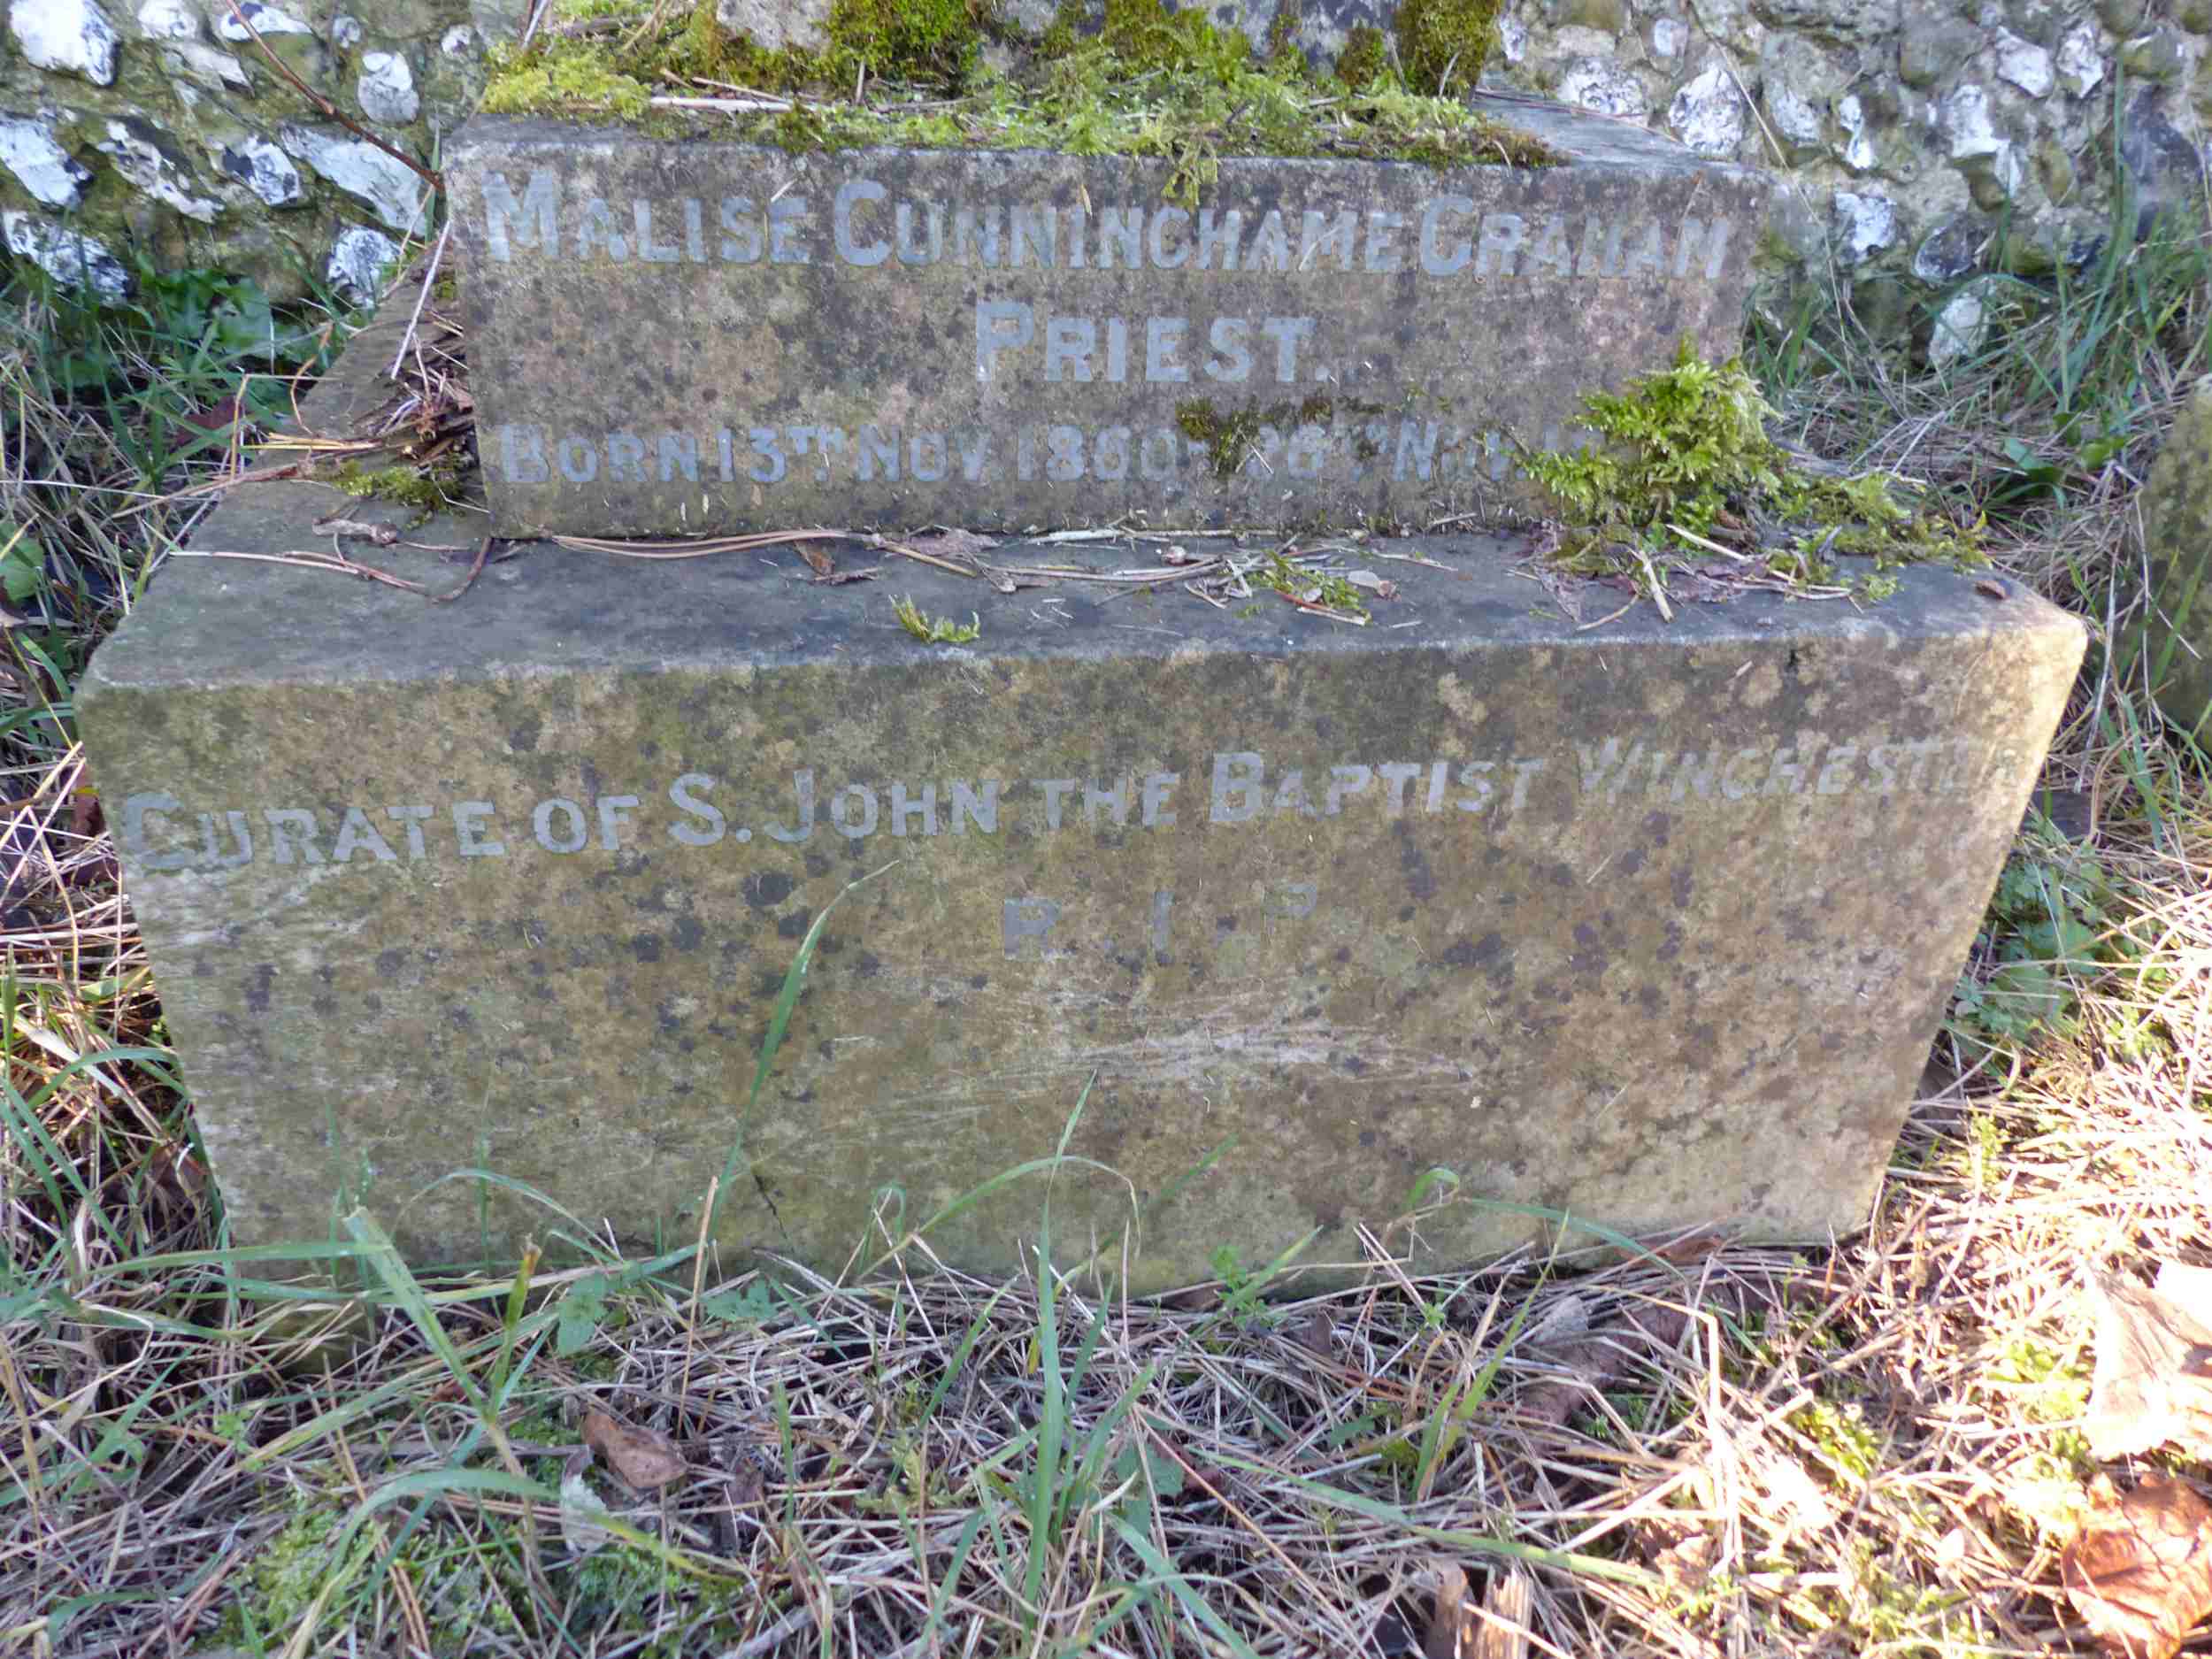 MALISE CUNNINGHAME GRAHAM
PRIEST.
BORN 13TH NOV. 1860
CURATE OF S. JOHN THE BAPTIST WINCHESTER
R. I. P.